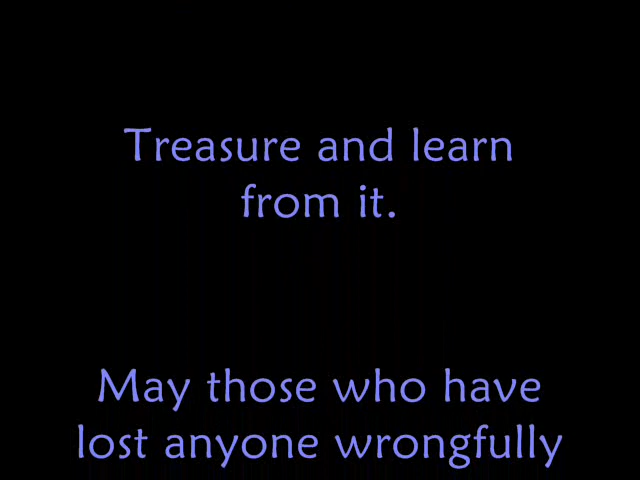 Treasure and learn
from it.
May those who have
lost anyone wrongfully